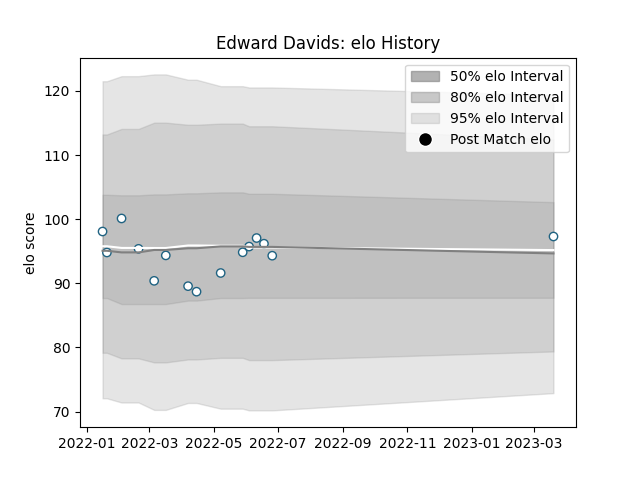 Edward Davids: elo History
50% elo Interval
80% elo Interval
95% elo Interval
Post Match elo
elo score
120
110
100
90
80
70
2022-01 2022-03 2022-05 2022-07 2022-09 2022-11 2023-01 2023-03